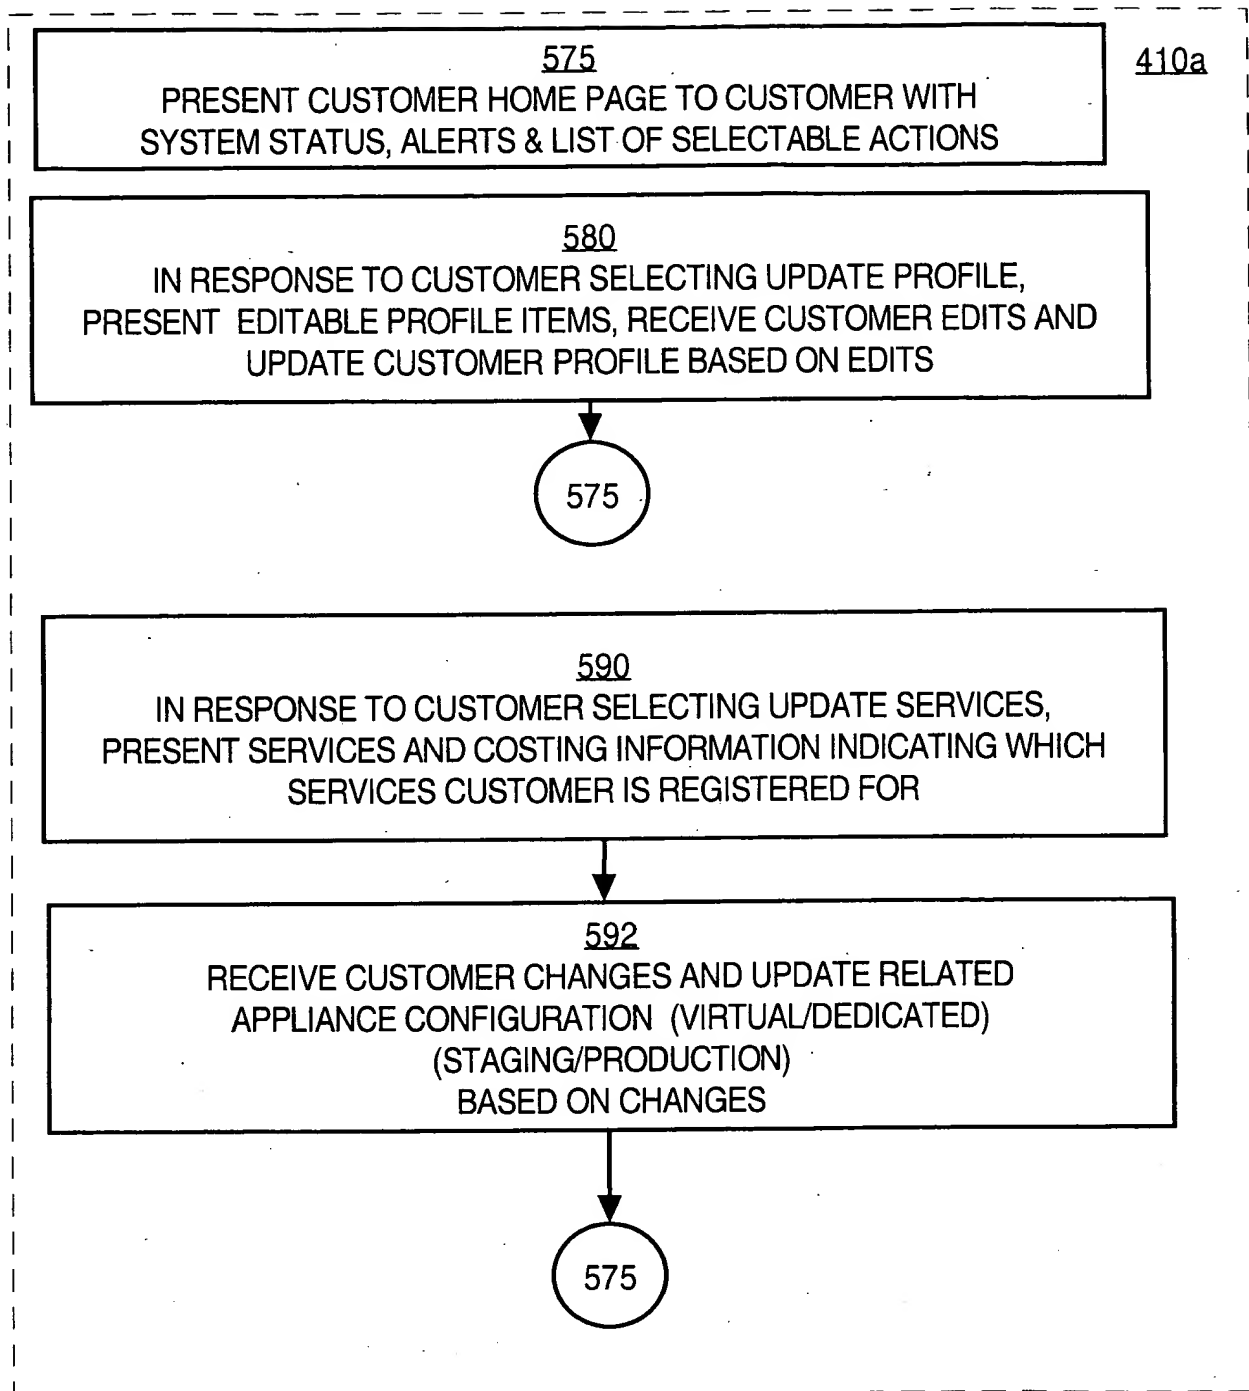 575
410a
PRESENT CUSTOMER HOME PAGE TO CUSTOMER WITH
SYSTEM STATUS, ALERTS & LIST OF SELECTABLE ACTIONS
580
IN RESPONSE TO CUSTOMER SELECTING UPDATE PROFILE,
PRESENT EDITABLE PROFILE ITEMS, RECEIVE CUSTOMER EDITS AND
UPDATE CUSTOMER PROFILE BASED ON EDITS
575
590
IN RESPONSE TO CUSTOMER SELECTING UPDATE SERVICES,
PRESENT SERVICES AND COSTING INFORMATION INDICATING WHICH
SERVICES CUSTOMER IS REGISTERED FOR
592
RECEIVE CUSTOMER CHANGES AND UPDATE RELATED
APPLIANCE CONFIGURATION (VIRTUAL/DEDICATED)
(STAGING/PRODUCTION)
BASED ON CHANGES
575